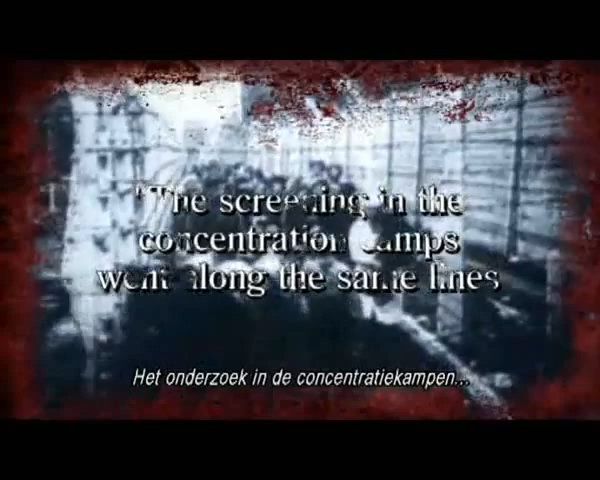 "The screening in the
concentration camps
went along the same lines
Het onderzoek in de concentratiekampen...